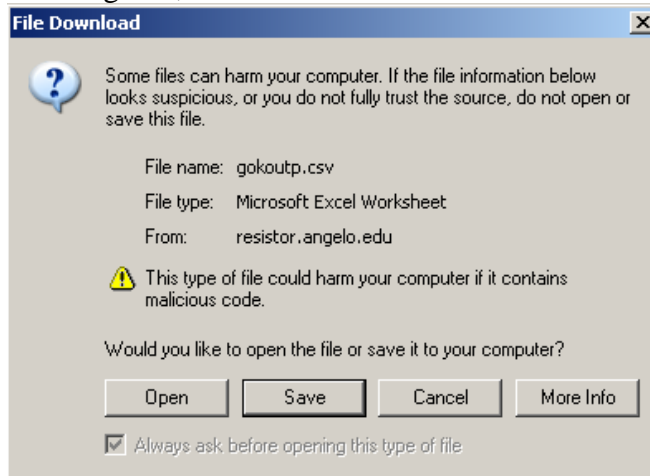 File Download
Some files can harm your computer. If the file information below
looks suspicious, or you do not fully trust the source, do not open or
save this file.
File name: gokoutp.csv
File type: Microsoft Excel Worksheet
From: resistor.angelo.edu
This type of file could harm your computer if it contains
malicious code.
Would you like to open the file or save it to your computer?
Open Save Cancel More Info
Always ask before opening this type of file